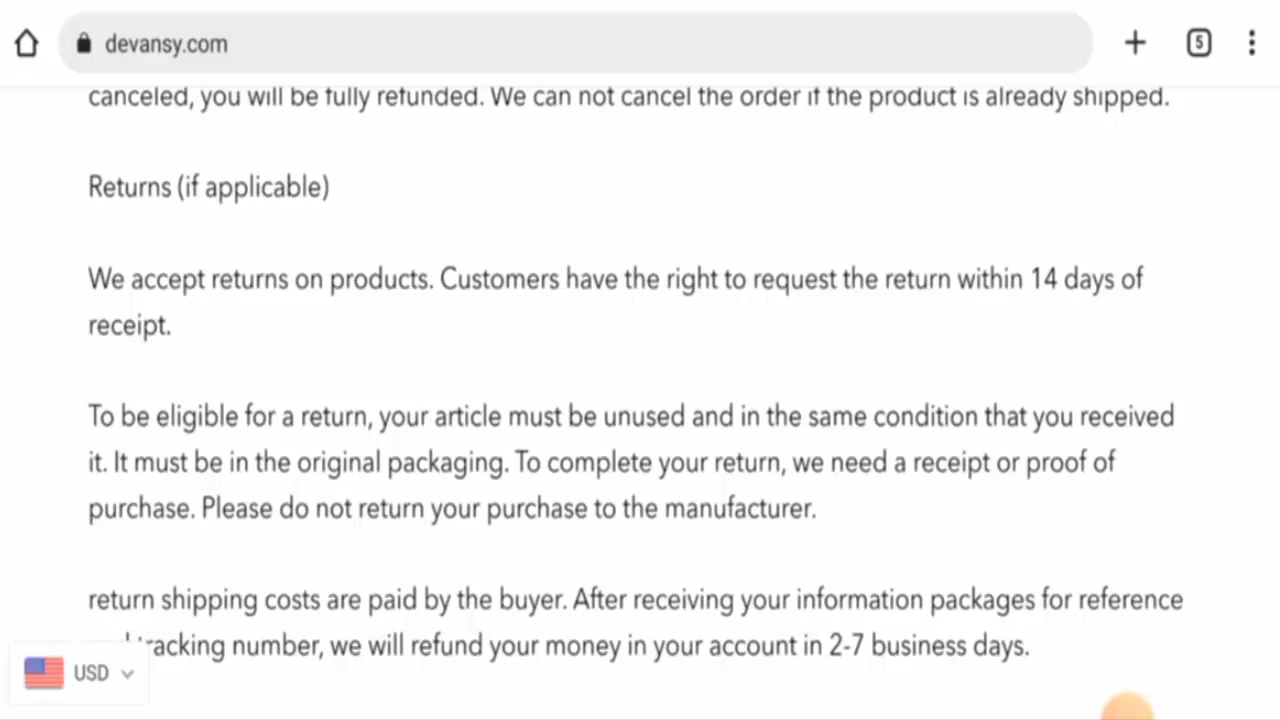 devansy.com
5
canceled, you will be fully refunded. We can not cancel the order if the product is already shipped.
Returns (if applicable)
We accept returns on products. Customers have the right to request the return within 14 days of
receipt.
To be eligible for a return, your article must be unused and in the same condition that you received
it. It must be in the original packaging. To complete your return, we need a receipt or proof of
purchase. Please do not return your purchase to the manufacturer.
return shipping costs are paid by the buyer. After receiving your information packages for reference
tracking number, we will refund your money in your account in 2-7 business days.
USD